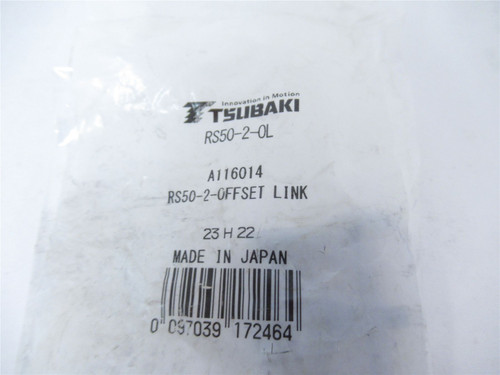 Innovation in Motion
TSUBAKI
RS50-2-OL
A116014
RS50-2-OFFSET LINK
23 H 22
MADE IN JAPAN
0 097039 172464